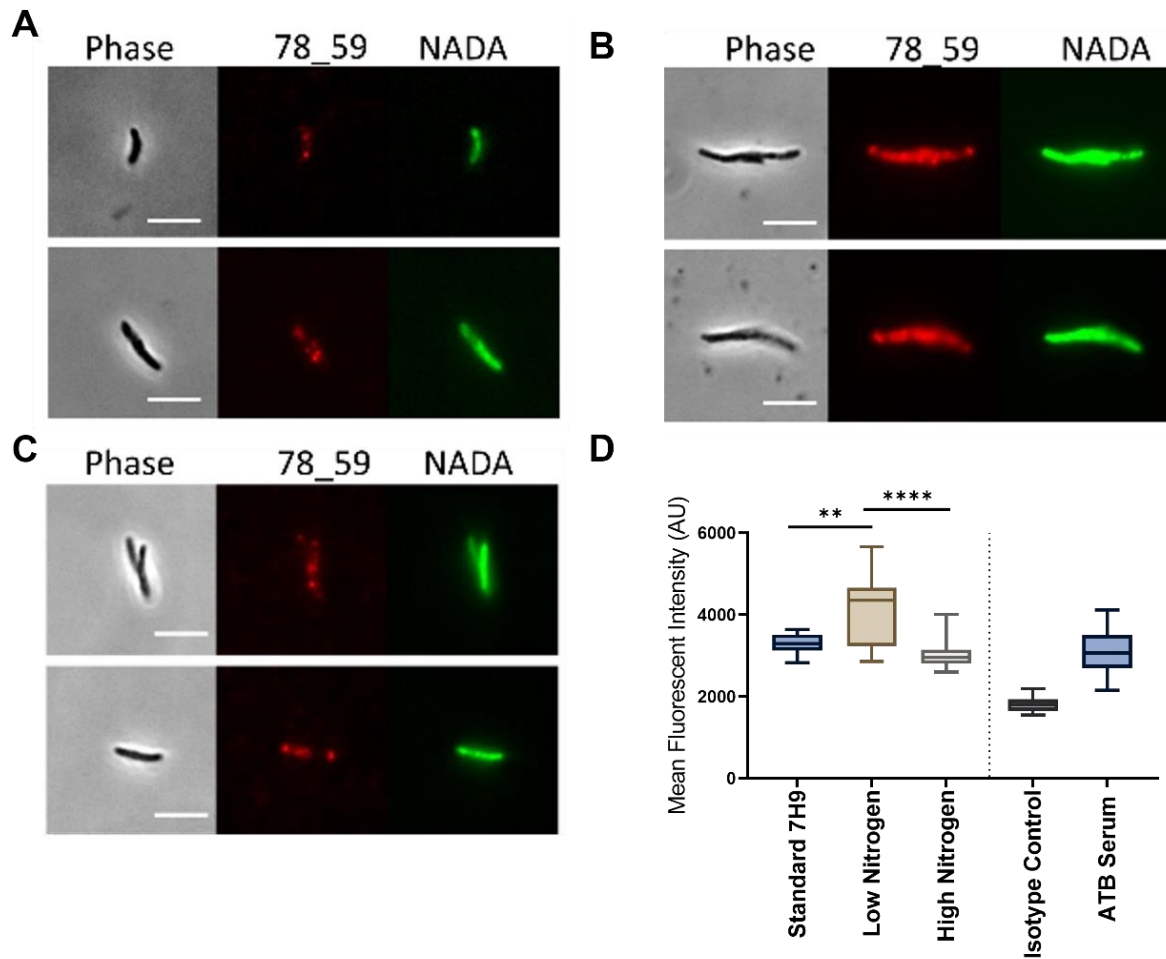 A
Phase 78_59 NADA
B
Phase 78_59 NADA
C
Phase 78_59 NADA
D
Mean Fluorescent Intensity (AU)
** ****
6000
4000
2000
0
Standard 7H9
Low Nitrogen
High Nitrogen
Isotype Control
ATB Serum